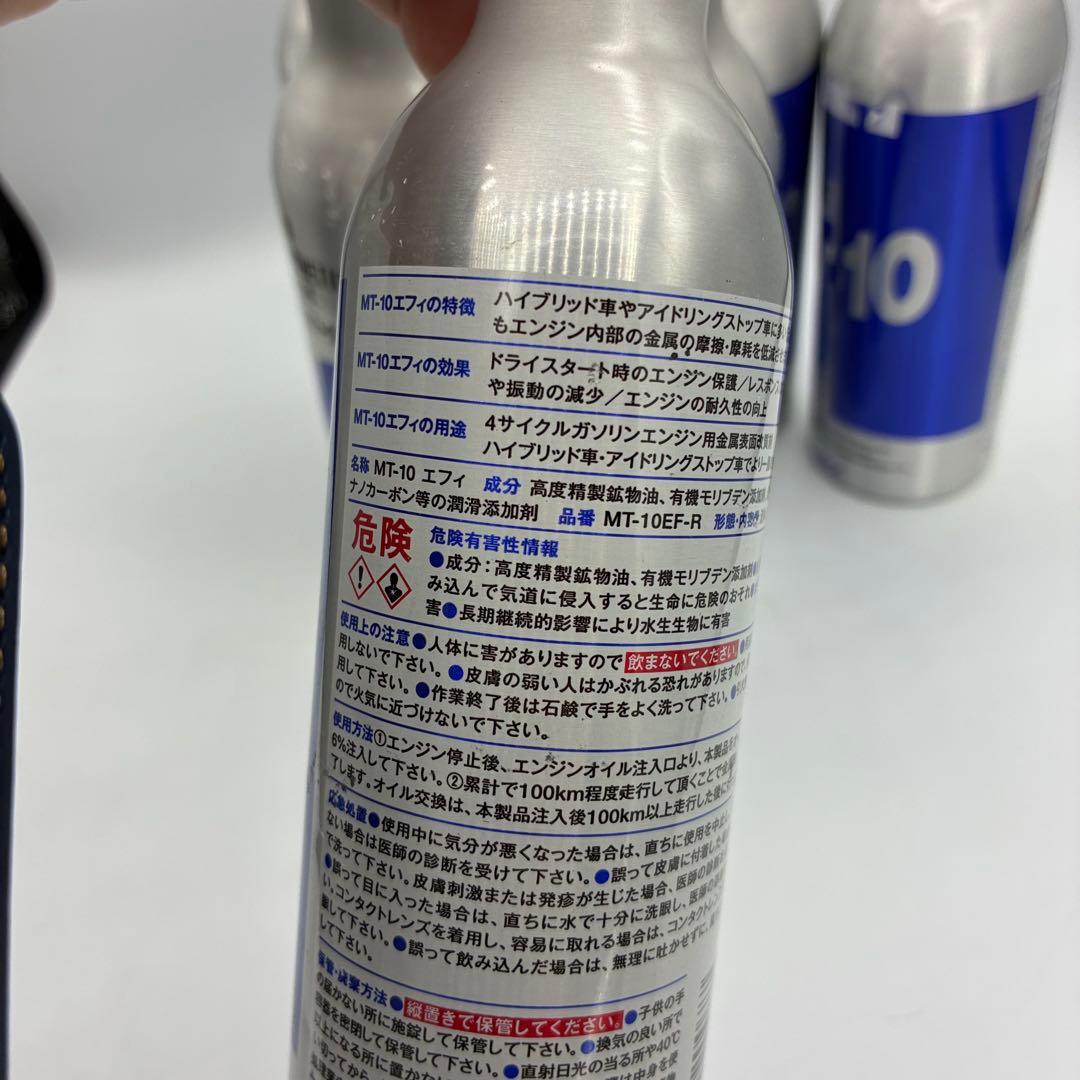 MT-10エフィの特徴 ハイブリッド車やアイドリングストップ車に多い
もエンジン内部の金属の摩擦・摩耗を低減させ
MT-10エフィの効果 ドライスタート時のエンジン保護／レスポンス
や振動の減少／エンジンの耐久性の向上
MT-10エフィの用途 4サイクルガソリンエンジン用金属表面改質剤
ハイブリッド車・アイドリングストップ車でより一層
名称 MT-10 エフィ 成分 高度精製鉱物油、有機モリブデン添加剤、
ナノカーボン等の潤滑添加剤 品番 MT-10EF-R 形態・内容物
危険 危険有害性情報
●成分：高度精製鉱物油、有機モリブデン添加剤●
み込んで気道に侵入すると生命に危険のおそれ●
害●長期継続的影響により水生生物に有害
使用上の注意●人体に害がありますので飲まないでください。●
用しないで下さい。●皮膚の弱い人はかぶれる恐れがありますので、
用して下さい。●作業終了後は石鹸で手をよく洗って下さい。●
ので火気に近づけないで下さい。
使用方法①エンジン停止後、エンジンオイル注入口より、本製品を
6%注入して下さい。②累計で100km程度走行して頂くことで金
了します。オイル交換は、本製品注入後100km以上走行した後に
応急処置●使用中に気分が悪くなった場合は、直ちに使用を中止
ない場合は医師の診断を受けて下さい。●誤って皮膚に付着した
で洗って下さい。皮膚刺激または発疹が生じた場合、医師の診断を
●誤って目に入った場合は、直ちに水で十分に洗眼し、医師の
い。コンタクトレンズを着用し、容易に取れる場合は、コンタクトレン
して下さい。●誤って飲み込んだ場合は、無理に吐かせずに、
して下さい。
保管・廃棄方法●縦置きで保管してください。●子供の手
の届かない所に施錠して保管して下さい。●換気の良い所で
容器を密閉して保管して下さい。●直射日光の当る所や40℃
以上になる所に置かないで
い切ってから は中身を使
10